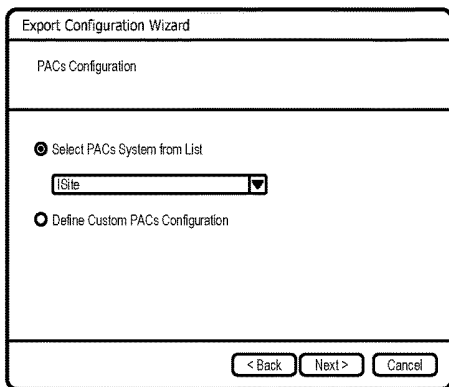 Export Configuration Wizard
PACs Configuration
Select PACs System from List
ISite
Define Custom PACs Configuration
< Back Next > Cancel